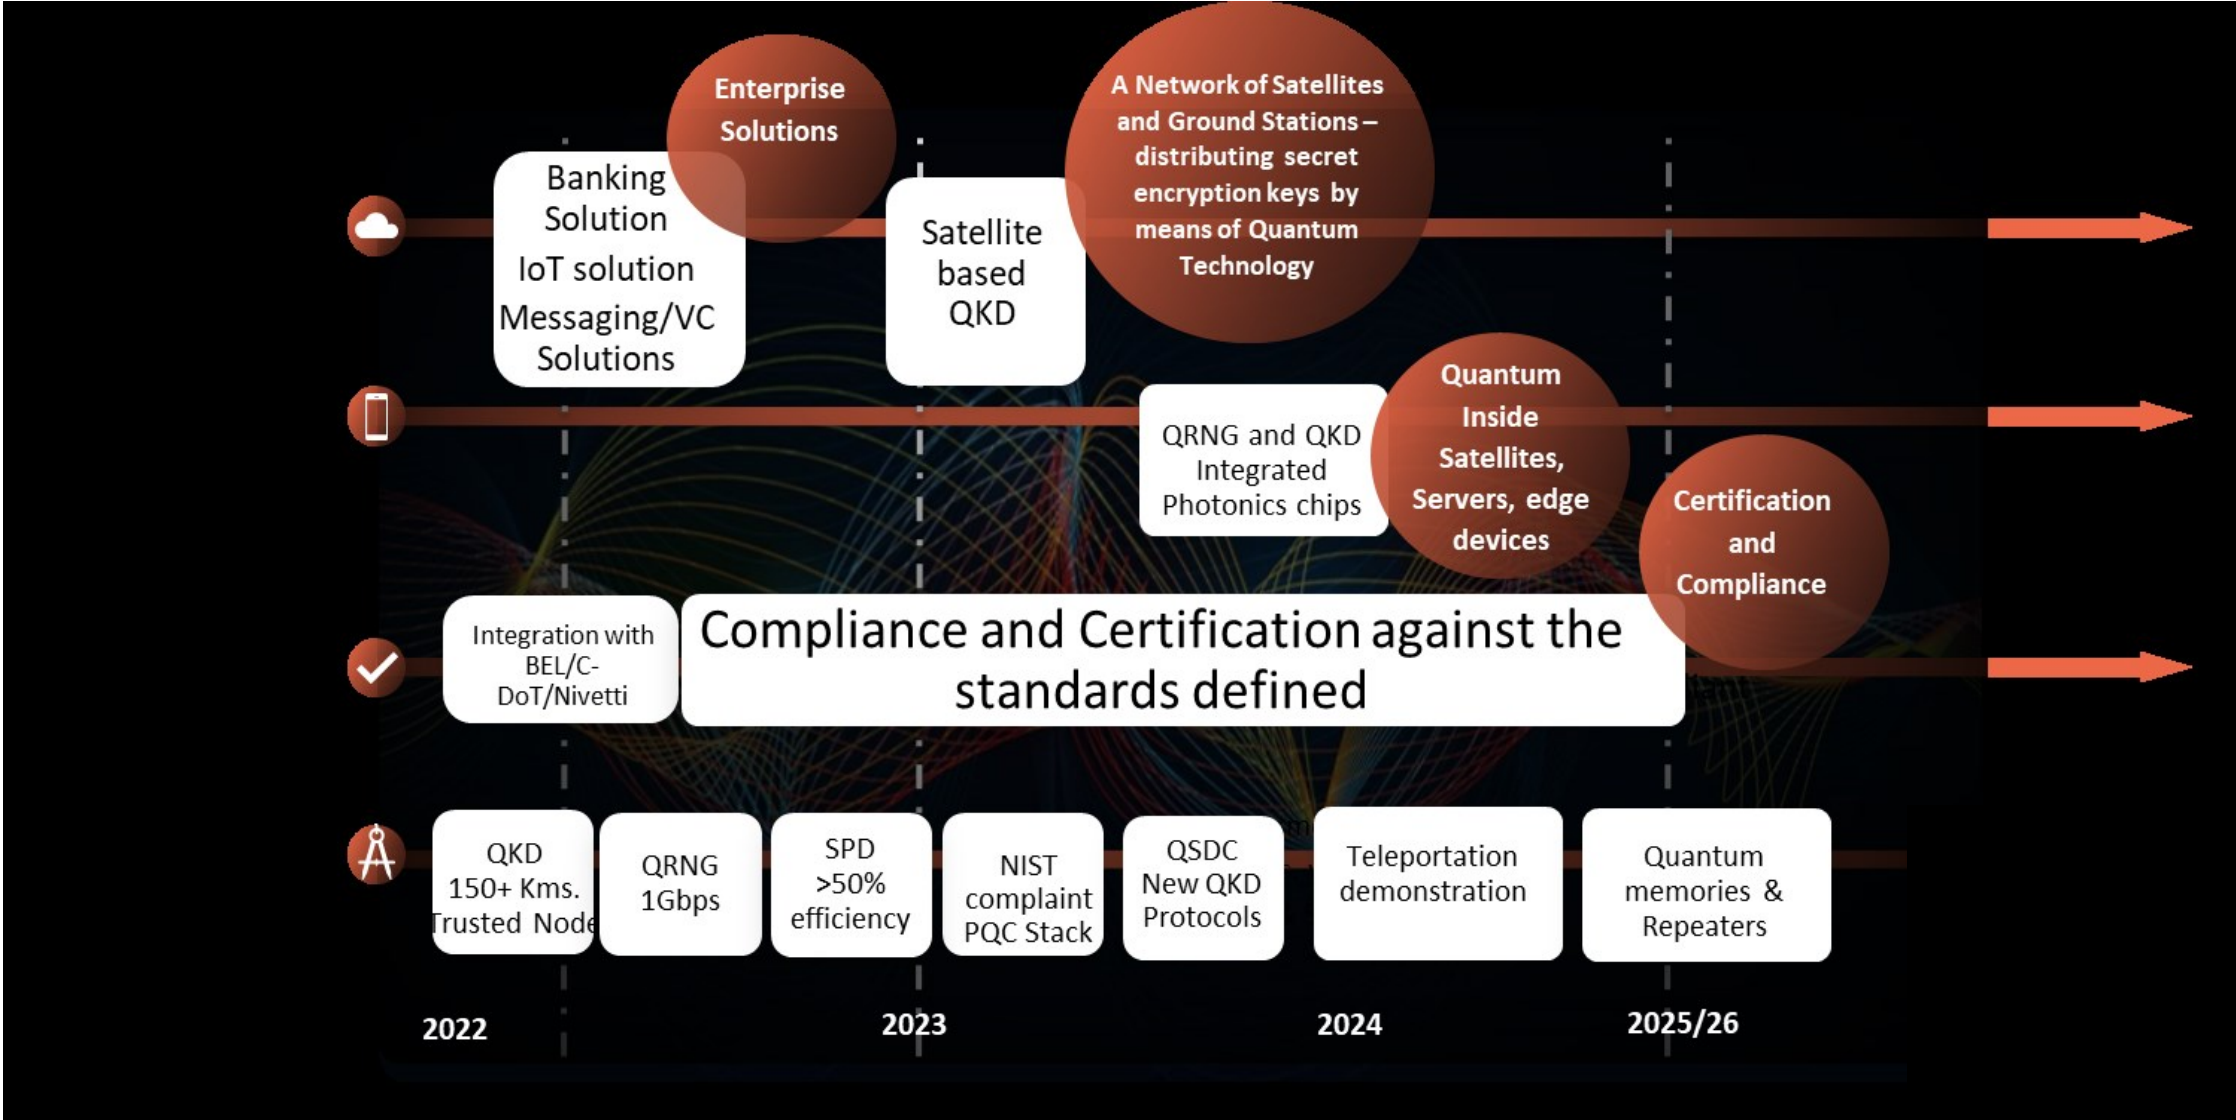 Enterprise
Solutions
A Network of Satellites
and Ground Stations –
distributing secret
encryption keys by
means of Quantum
Technology
Banking
Solution
IoT solution
Messaging/VC
Solutions
Satellite
based
QKD
QRNG and QKD
Integrated
Photonics chips
Quantum
Inside
Satellites,
Servers, edge
devices
Certification
and
Compliance
Integration with
BEL/C-
DoT/Nivetti
Compliance and Certification against the
standards defined
QKD
150+ Kms.
Trusted Node
QRNG
1Gbps
SPD
>50%
efficiency
NIST
complaint
PQC Stack
QSDC
New QKD
Protocols
Teleportation
demonstration
Quantum
memories &
Repeaters
2022
2023
2024
2025/26